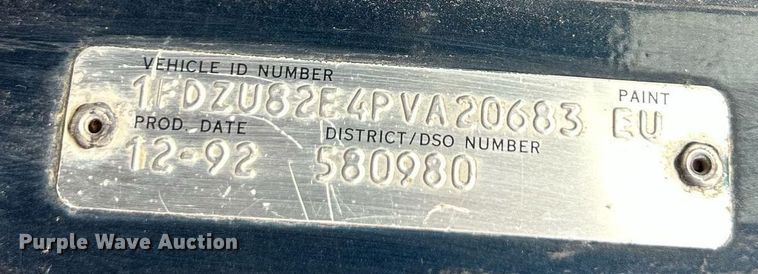 VEHICLE ID NUMBER
1FDZU82E4PVA20683
PAINT
EU
PROD. DATE
12-92
DISTRICT/DSO NUMBER
580980
Purple Wave Auction